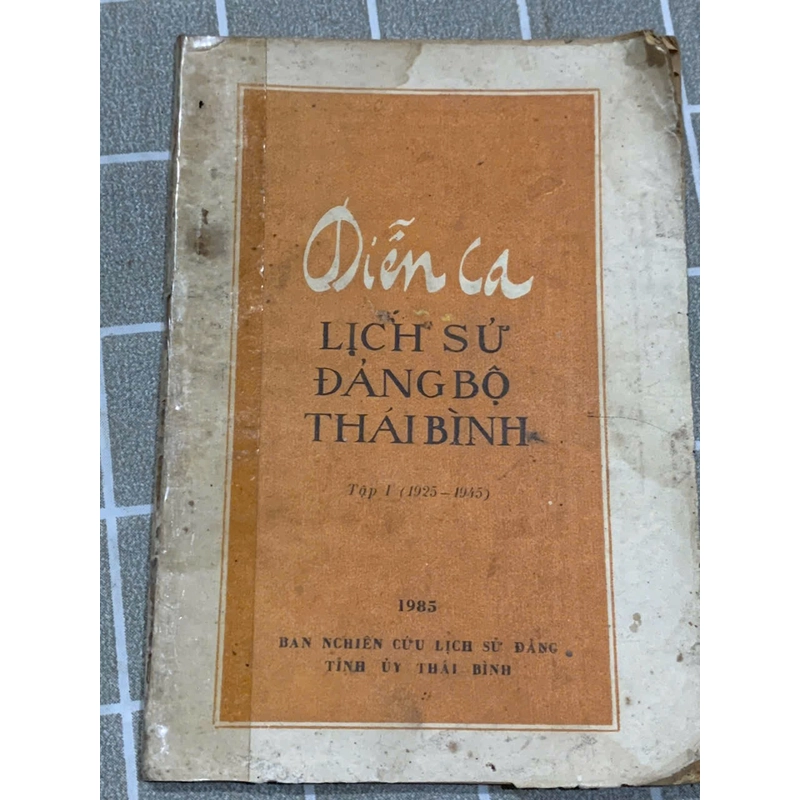 Diễn ca
LỊCH SỬ
ĐẢNG BỘ
THÁI BÌNH
Tập I (1925 - 1945)
1985
BAN NGHIÊN CỨU LỊCH SỬ ĐẢNG
TỈNH ỦY THÁI BÌNH